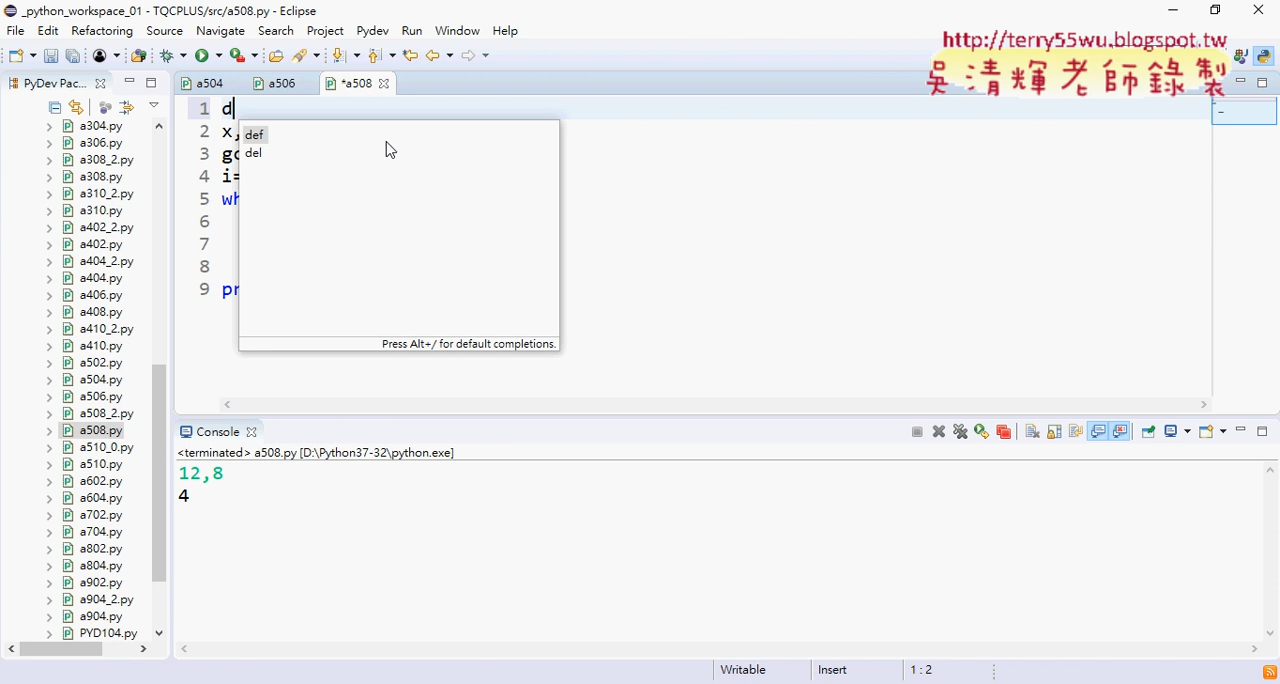 _python_workspace_01 - TQCPLUS/src/a508.py - Eclipse
File Edit Refactoring Source Navigate Search Project Pydev Run Window Help
http://terry55wu.blogspot.tw
吳清輝老師錄製
PyDev Pac...
a504
a506
*a508
a304.py
a306.py
a308_2.py
a308.py
a310_2.py
a310.py
a402_2.py
a402.py
a404_2.py
a404.py
a406.py
a408.py
a410_2.py
a410.py
a502.py
a504.py
a506.py
a508_2.py
a508.py
a510_0.py
a510.py
a602.py
a604.py
a702.py
a704.py
a802.py
a804.py
a902.py
a904_2.py
a904.py
PYD104.py
1 d
2 x,
3 gc
4 i=
5 wh
6
7
8
9 pr
def
del
Press Alt+/ for default completions.
Console
<terminated> a508.py [D:\Python37-32\python.exe]
12,8
4
Writable
Insert
1 : 2